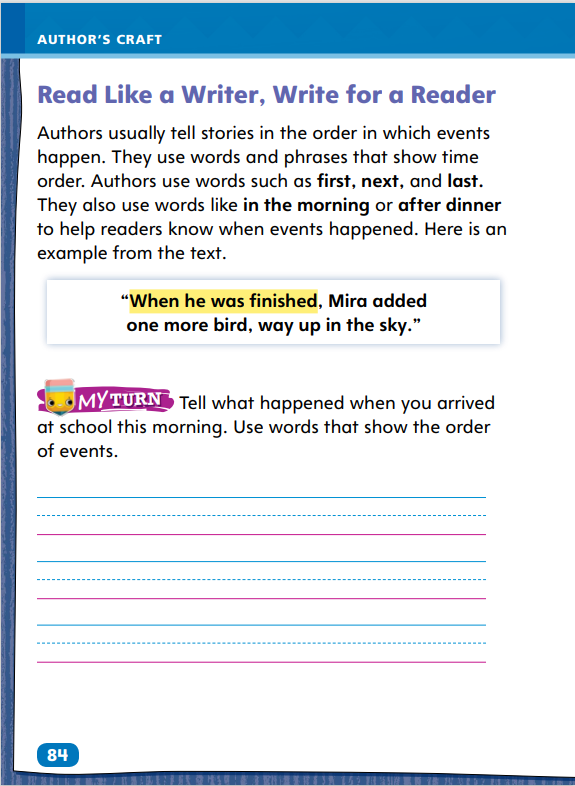 AUTHOR'S CRAFT
Read Like a Writer, Write for a Reader
Authors usually tell stories in the order in which events
happen. They use words and phrases that show time
order. Authors use words such as first, next, and last.
They also use words like in the morning or after dinner
to help readers know when events happened. Here is an
example from the text.
“When he was finished, Mira added
one more bird, way up in the sky.”
MY TURN Tell what happened when you arrived
at school this morning. Use words that show the order
of events.
84